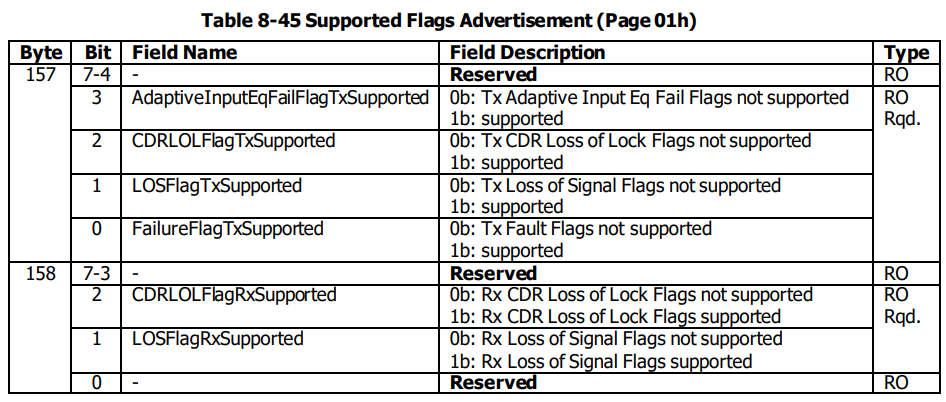 Table 8-45 Supported Flags Advertisement (Page 01h)
Byte Bit Field Name Field Description Type
157 7-4 - Reserved RO
3 AdaptiveInputEqFailFlagTxSupported 0b: Tx Adaptive Input Eq Fail Flags not supported RO
1b: supported Rqd.
2 CDRLOLFlagTxSupported 0b: Tx CDR Loss of Lock Flags not supported
1b: supported
1 LOSFlagTxSupported 0b: Tx Loss of Signal Flags not supported
1b: supported
0 FailureFlagTxSupported 0b: Tx Fault Flags not supported
1b: supported
158 7-3 - Reserved RO
2 CDRLOLFlagRxSupported 0b: Rx CDR Loss of Lock Flags not supported RO
1b: Rx CDR Loss of Lock Flags supported Rqd.
1 LOSFlagRxSupported 0b: Rx Loss of Signal Flags not supported
1b: Rx Loss of Signal Flags supported
0 - Reserved RO